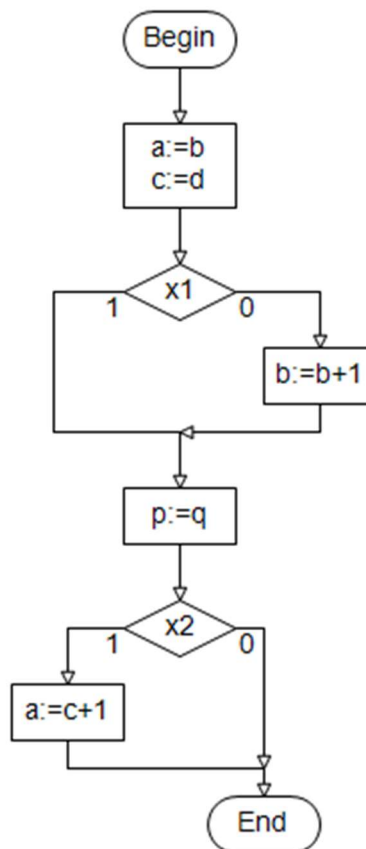 Begin
a:=b
c:=d
x1
1
0
b:=b+1
p:=q
x2
1
0
a:=c+1
End